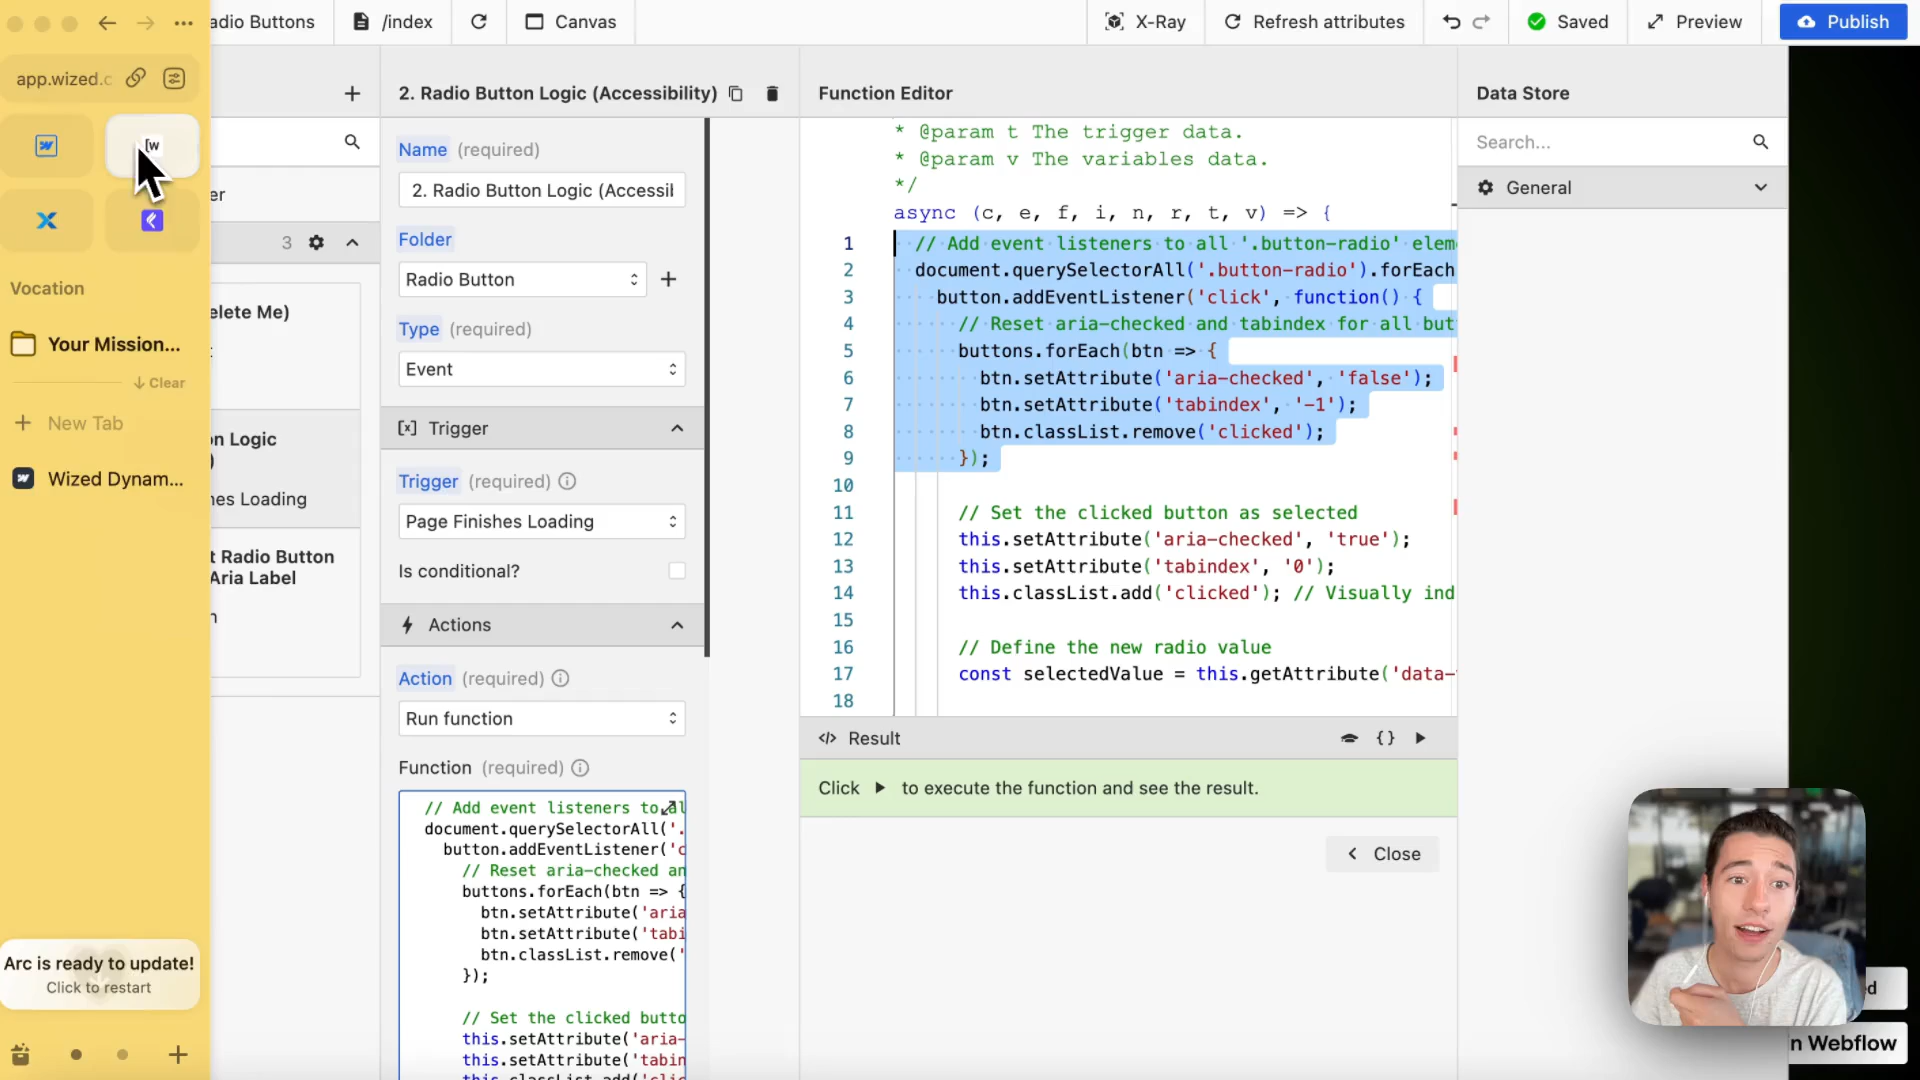 adio Buttons
/index
Canvas
X-Ray
Refresh attributes
Saved
Preview
Publish
app.wized.c
2. Radio Button Logic (Accessibility)
Function Editor
Data Store
Name (required)
2. Radio Button Logic (Accessil
Folder
Radio Button
Type (required)
Event
Trigger
Trigger (required)
Page Finishes Loading
Is conditional?
Actions
Action (required)
Run function
Function (required)
// Add event listeners to al
document.querySelectorAll('.
button.addEventListener('c
// Reset aria-checked an
buttons.forEach(btn => {
btn.setAttribute('aria
btn.setAttribute('tabi
btn.classList.remove('
});
// Set the clicked butto
this.setAttribute('aria-
this.setAttribute('tabin
this.classList.add('clic
* @param t The trigger data.
* @param v The variables data.
*/
async (c, e, f, i, n, r, t, v) => {
1 // Add event listeners to all '.button-radio' elem
2 document.querySelectorAll('.button-radio').forEach
3 button.addEventListener('click', function() {
4 // Reset aria-checked and tabindex for all but
5 buttons.forEach(btn => {
6 btn.setAttribute('aria-checked', 'false');
7 btn.setAttribute('tabindex', '-1');
8 btn.classList.remove('clicked');
9 });
10
11 // Set the clicked button as selected
12 this.setAttribute('aria-checked', 'true');
13 this.setAttribute('tabindex', '0');
14 this.classList.add('clicked'); // Visually ind
15
16 // Define the new radio value
17 const selectedValue = this.getAttribute('data-
18
Result
Click to execute the function and see the result.
Close
Search...
General
er
3
elete Me)
on Logic
)
nes Loading
t Radio Button
Aria Label
n
[w
Vocation
Your Mission...
Clear
New Tab
Wized Dynam...
Arc is ready to update!
Click to restart
d
n Webflow